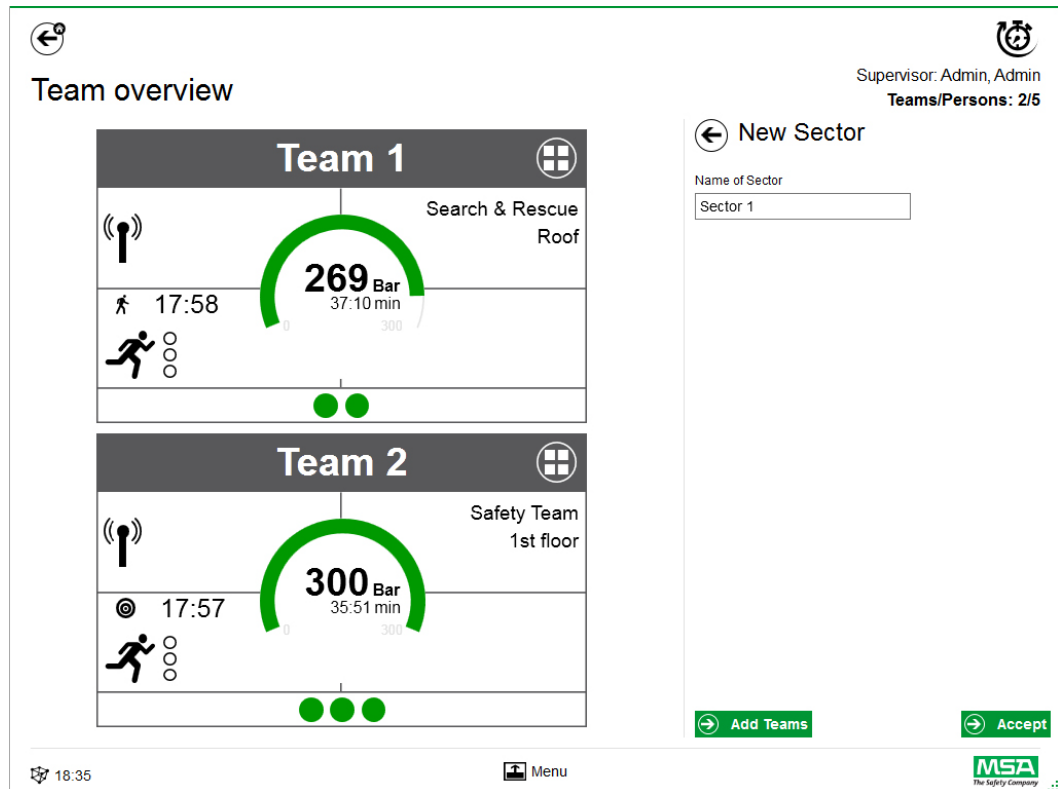 Supervisor: Admin, Admin
Team overview
Teams/Persons: 2/5
Team 1
Search & Rescue
Roof
269 Bar
37:10 min
0 300
17:58
Team 2
Safety Team
1st floor
300 Bar
35:51 min
0 300
17:57
New Sector
Name of Sector
Sector 1
Add Teams
Accept
18:35
Menu
MSA
The Safety Company